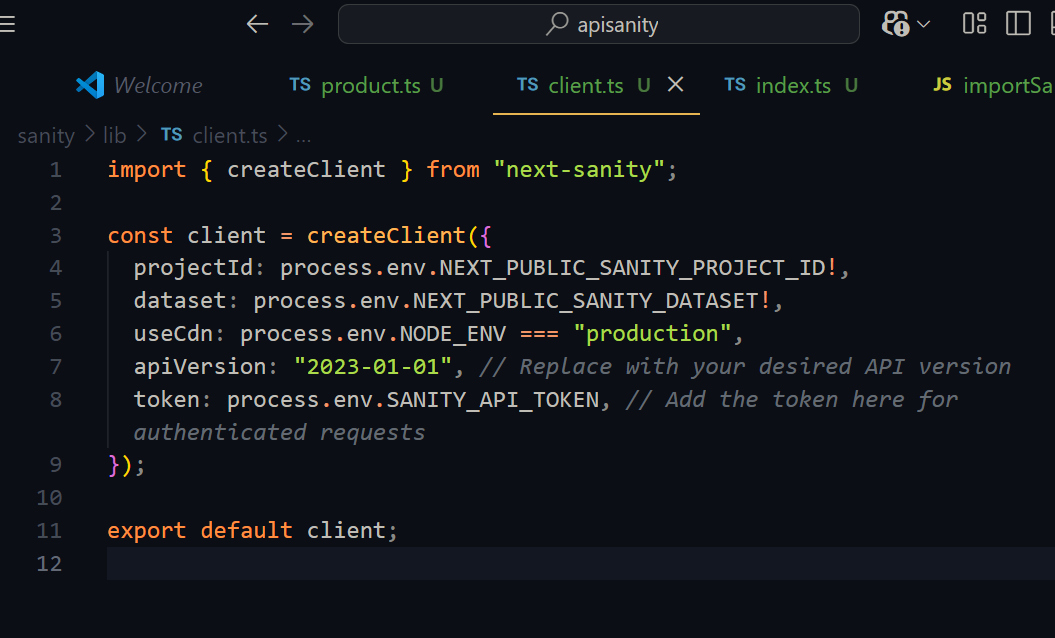 apisanity
Welcome
TS product.ts U
TS client.ts U
TS index.ts U
JS importSa
sanity > lib > TS client.ts > ...
1 import { createClient } from "next-sanity";
2
3 const client = createClient({
4 projectId: process.env.NEXT_PUBLIC_SANITY_PROJECT_ID!,
5 dataset: process.env.NEXT_PUBLIC_SANITY_DATASET!,
6 useCdn: process.env.NODE_ENV === "production",
7 apiVersion: "2023-01-01", // Replace with your desired API version
8 token: process.env.SANITY_API_TOKEN, // Add the token here for
authenticated requests
9 });
10
11 export default client;
12